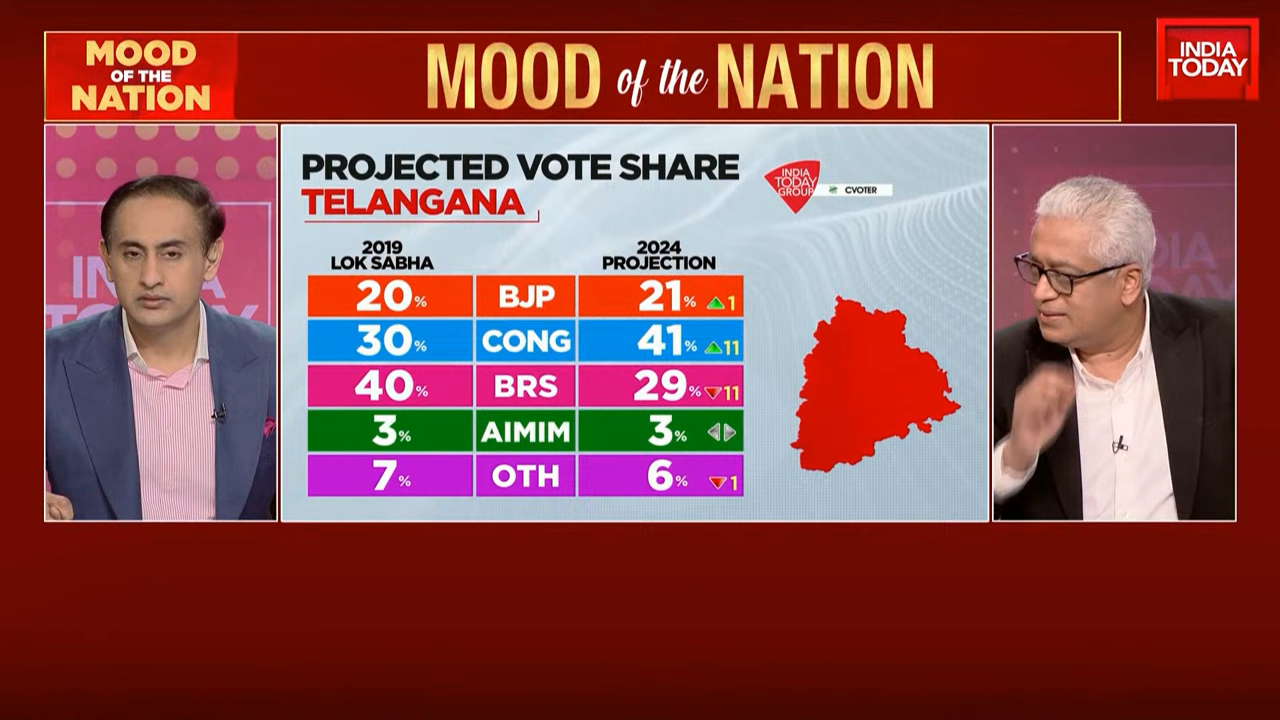 MOOD
OF THE
NATION
MOOD of the NATION
INDIA
TODAY
PROJECTED VOTE SHARE
TELANGANA
INDIA
TODAY
GROUP
CVOTER
2019
LOK SABHA
2024
PROJECTION
20% BJP 21% 1
30% CONG 41% 11
40% BRS 29% 11
3% AIMIM 3%
7% OTH 6% 1